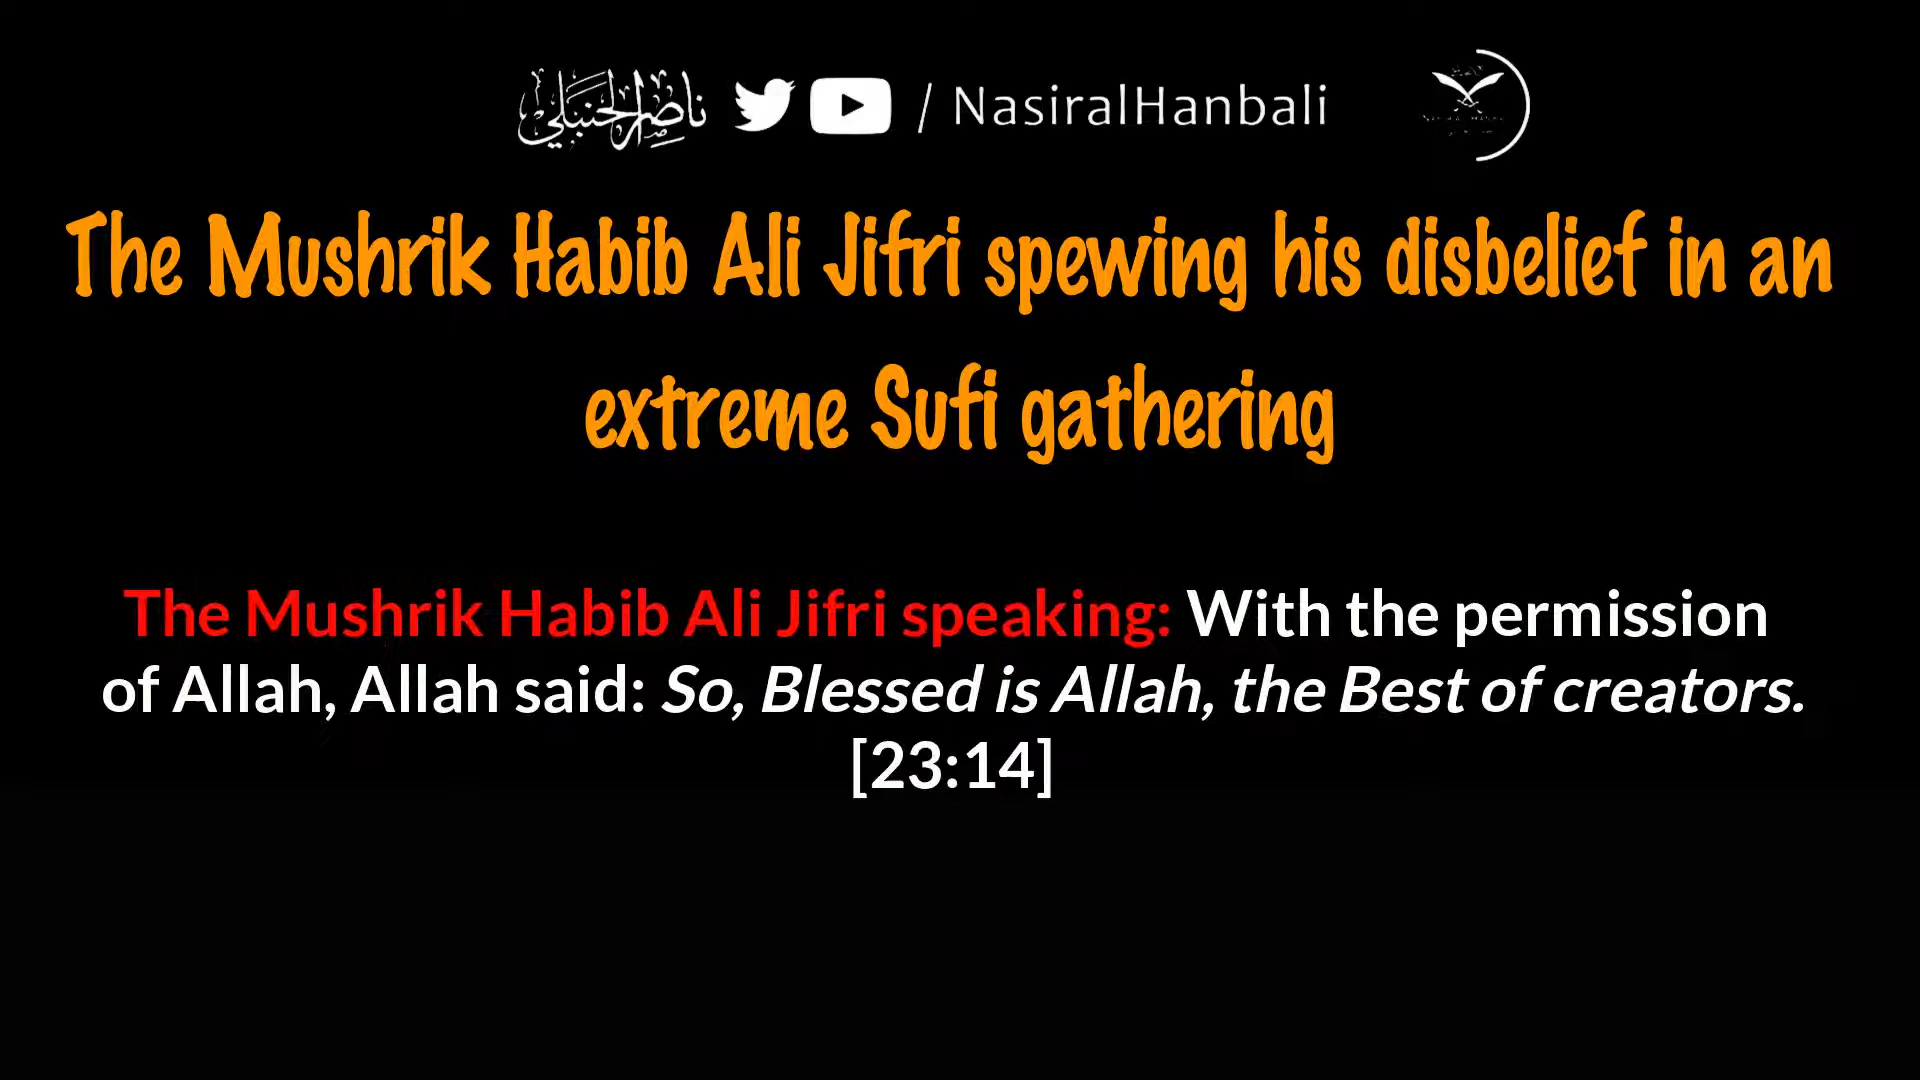 ناصر الحنبلي / NasiralHanbali
The Mushrik Habib Ali Jifri spewing his disbelief in an
extreme Sufi gathering
The Mushrik Habib Ali Jifri speaking: With the permission
of Allah, Allah said: So, Blessed is Allah, the Best of creators.
[23:14]